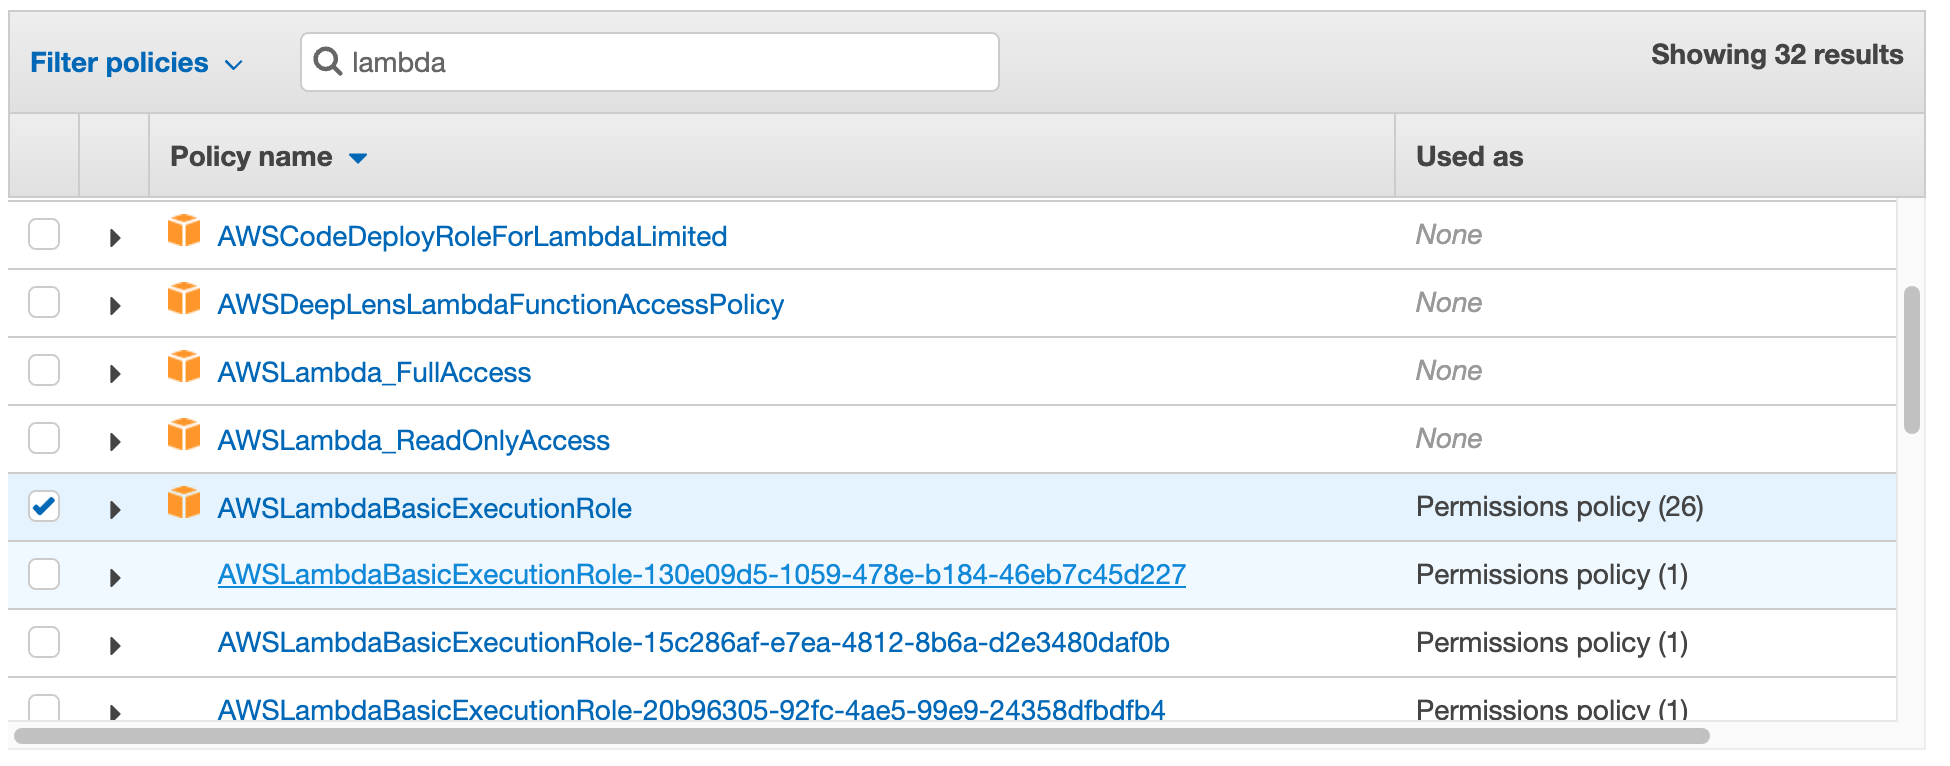 Filter policies
lambda
Showing 32 results
Policy name Used as
AWSCodeDeployRoleForLambdaLimited None
AWSDeepLensLambdaFunctionAccessPolicy None
AWSLambda_FullAccess None
AWSLambda_ReadOnlyAccess None
AWSLambdaBasicExecutionRole Permissions policy (26)
AWSLambdaBasicExecutionRole-130e09d5-1059-478e-b184-46eb7c45d227 Permissions policy (1)
AWSLambdaBasicExecutionRole-15c286af-e7ea-4812-8b6a-d2e3480daf0b Permissions policy (1)
AWSLambdaBasicExecutionRole-20b96305-92fc-4ae5-99e9-24358dfbdfb4 Permissions policy (1)